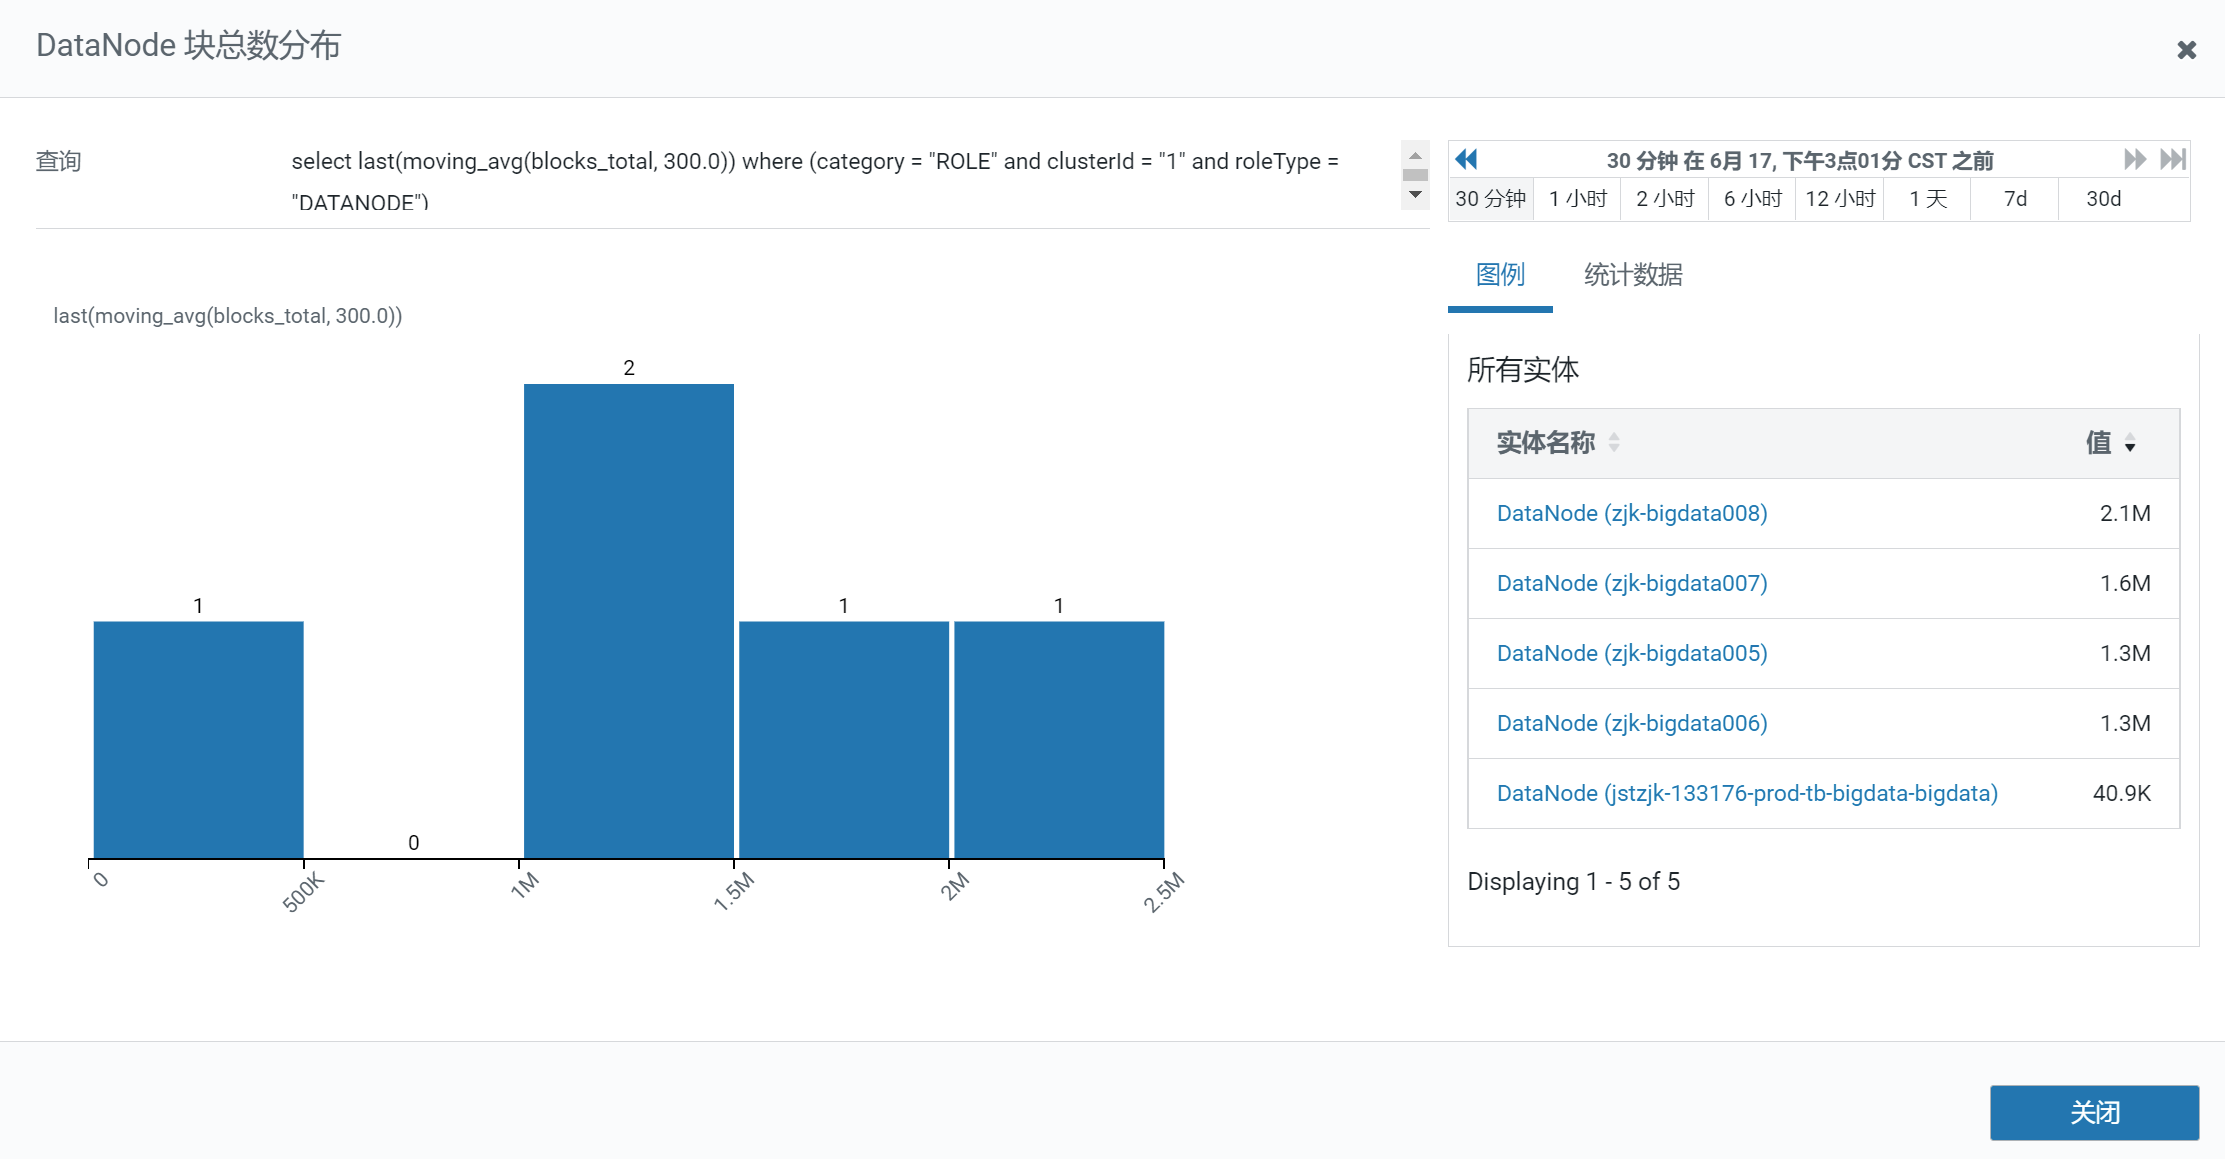 DataNode 块总数分布
查询
select last(moving_avg(blocks_total, 300.0)) where (category = "ROLE" and clusterId = "1" and roleType =
"DATANODE")
30 分钟 在 6月 17, 下午3点01分 CST 之前
30 分钟 1 小时 2 小时 6 小时 12 小时 1 天 7d 30d
图例 统计数据
last(moving_avg(blocks_total, 300.0))
2
1
1
1
0
0 500K 1M 1.5M 2M 2.5M
所有实体
实体名称 值
DataNode (zjk-bigdata008) 2.1M
DataNode (zjk-bigdata007) 1.6M
DataNode (zjk-bigdata005) 1.3M
DataNode (zjk-bigdata006) 1.3M
DataNode (jstzjk-133176-prod-tb-bigdata-bigdata) 40.9K
Displaying 1 - 5 of 5
关闭